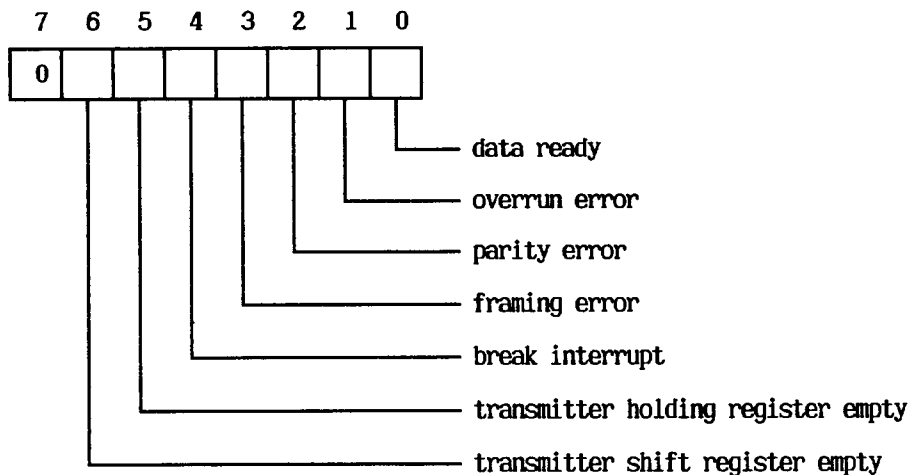 7 6 5 4 3 2 1 0
0
data ready
overrun error
parity error
framing error
break interrupt
transmitter holding register empty
transmitter shift register empty